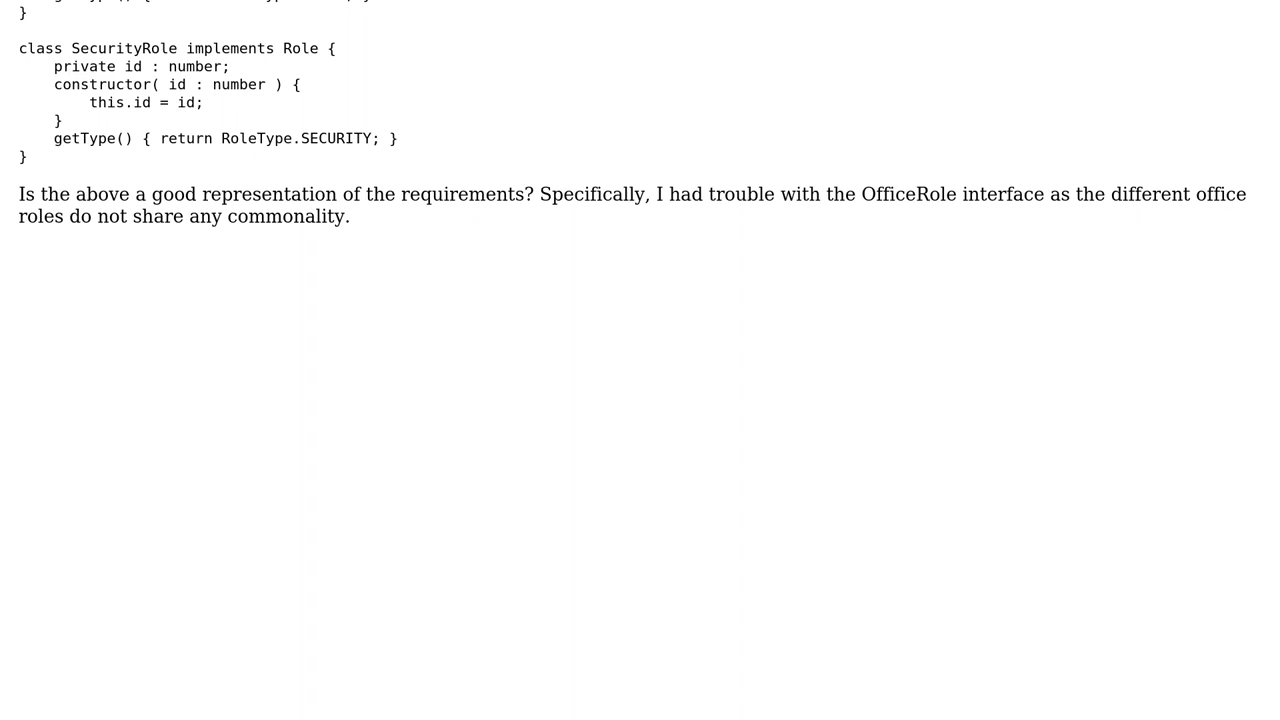 }
class SecurityRole implements Role {
    private id : number;
    constructor( id : number ) {
        this.id = id;
    }
    getType() { return RoleType.SECURITY; }
}
Is the above a good representation of the requirements? Specifically, I had trouble with the OfficeRole interface as the different office
roles do not share any commonality.